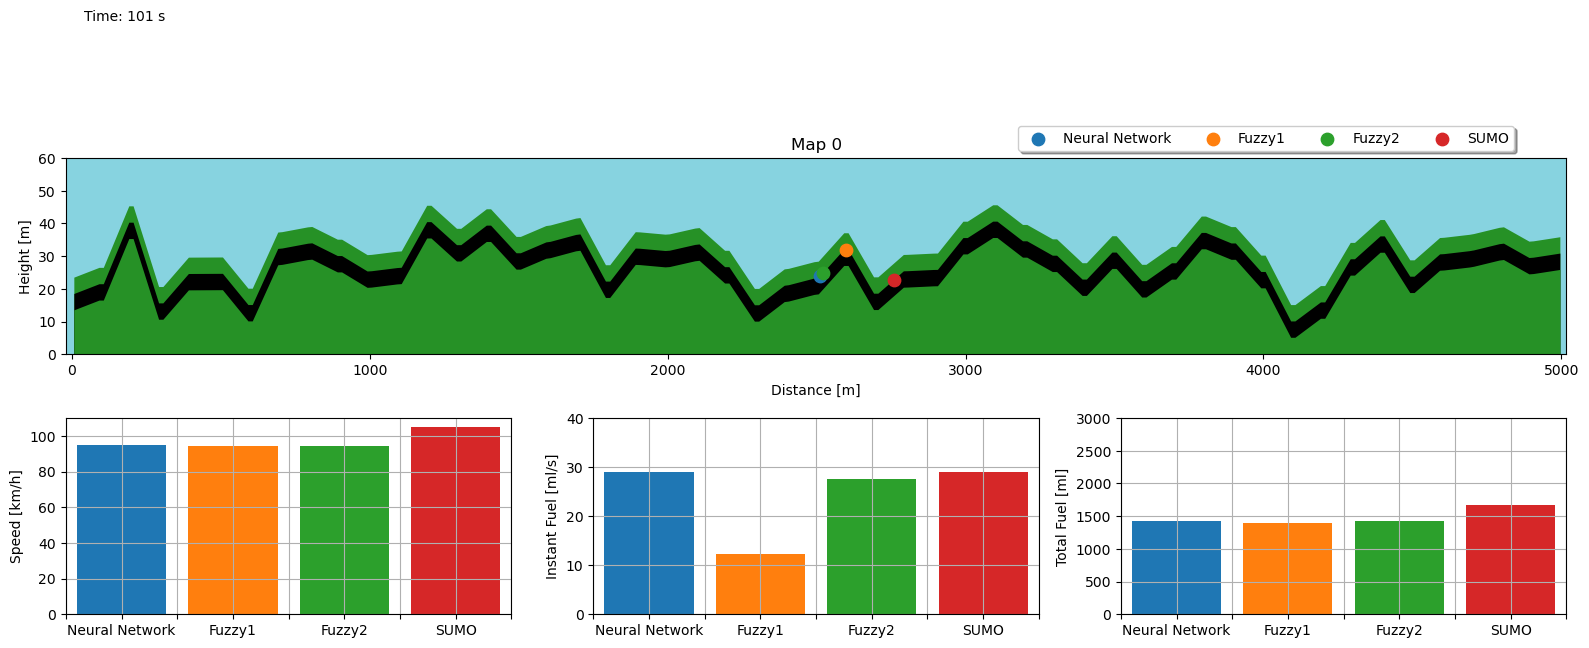 Time: 101 s
Map 0
Neural Network Fuzzy1 Fuzzy2 SUMO
Height [m]
60
50
40
30
20
10
0
0 1000 2000 3000 4000 5000
Distance [m]
Speed [km/h]
100
80
60
40
20
0
Neural Network Fuzzy1 Fuzzy2 SUMO
Instant Fuel [ml/s]
40
30
20
10
0
Neural Network Fuzzy1 Fuzzy2 SUMO
Total Fuel [ml]
3000
2500
2000
1500
1000
500
0
Neural Network Fuzzy1 Fuzzy2 SUMO